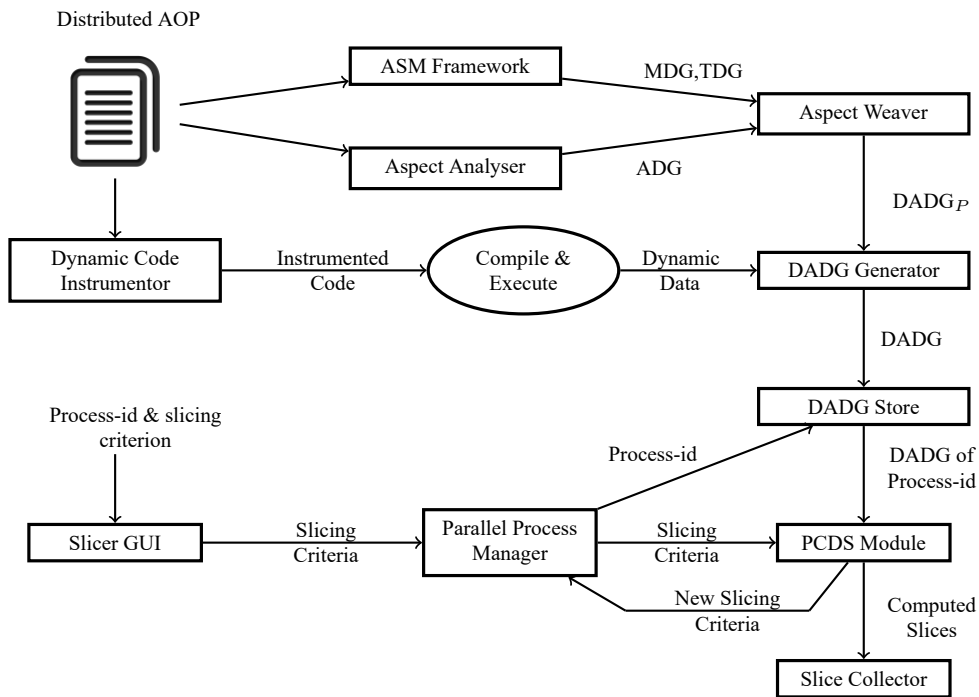 Distributed AOP
ASM Framework
MDG,TDG
Aspect Weaver
Aspect Analyser
ADG
DADG_P
Dynamic Code
Instrumentor
Instrumented
Code
Compile &
Execute
Dynamic
Data
DADG Generator
DADG
Process-id & slicing
criterion
DADG Store
Process-id
DADG of
Process-id
Slicer GUI
Slicing
Criteria
Parallel Process
Manager
Slicing
Criteria
PCDS Module
New Slicing
Criteria
Computed
Slices
Slice Collector